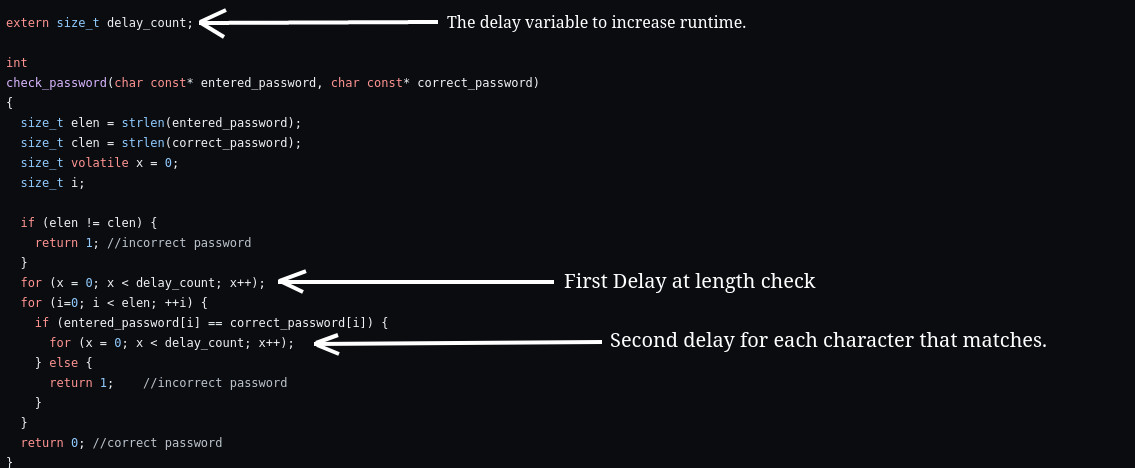 extern size_t delay_count; The delay variable to increase runtime.
int
check_password(char const* entered_password, char const* correct_password)
{
size_t elen = strlen(entered_password);
size_t clen = strlen(correct_password);
size_t volatile x = 0;
size_t i;
if (elen != clen) {
return 1; //incorrect password
}
for (x = 0; x < delay_count; x++); First Delay at length check
for (i=0; i < elen; ++i) {
if (entered_password[i] == correct_password[i]) {
for (x = 0; x < delay_count; x++); Second delay for each character that matches.
} else {
return 1; //incorrect password
}
}
return 0; //correct password
}